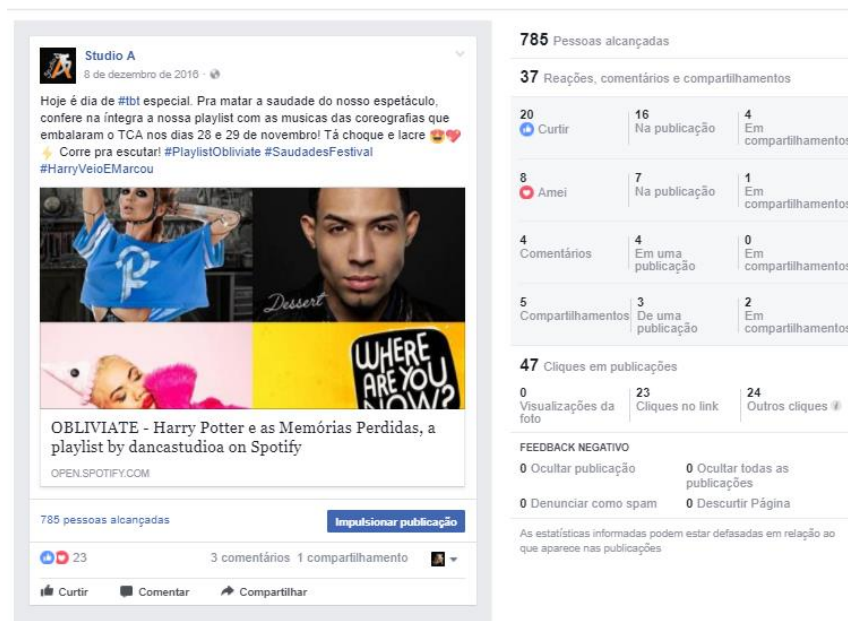 Studio A
8 de dezembro de 2016
Hoje é dia de #tbt especial. Pra matar a saudade do nosso espetáculo,
confere na íntegra a nossa playlist com as musicas das coreografias que
embalaram o TCA nos dias 28 e 29 de novembro! Tá choque e lacre 😍💖
⚡ Corre pra escutar! #PlaylistObliviate #SaudadesFestival
#HarryVeioEMarcou
Dessert
WHERE
ARE YOU
NOW?
OBLIVIATE - Harry Potter e as Memórias Perdidas, a
playlist by dancastudioa on Spotify
OPEN.SPOTIFY.COM
785 pessoas alcançadas
Impulsionar publicação
23
3 comentários 1 compartilhamento
Curtir Comentar Compartilhar
785 Pessoas alcançadas
37 Reações, comentários e compartilhamentos
20
Curtir
16
Na publicação
4
Em
compartilhamentos
8
Amei
7
Na publicação
1
Em
compartilhamentos
4
Comentários
4
Em uma
publicação
0
Em
compartilhamentos
5
Compartilhamentos
3
De uma
publicação
2
Em
compartilhamentos
47 Cliques em publicações
0
Visualizações da
foto
23
Cliques no link
24
Outros cliques
FEEDBACK NEGATIVO
0 Ocultar publicação
0 Ocultar todas as
publicações
0 Denunciar como spam
0 Descurtir Página
As estatísticas informadas podem estar defasadas em relação ao
que aparece nas publicações